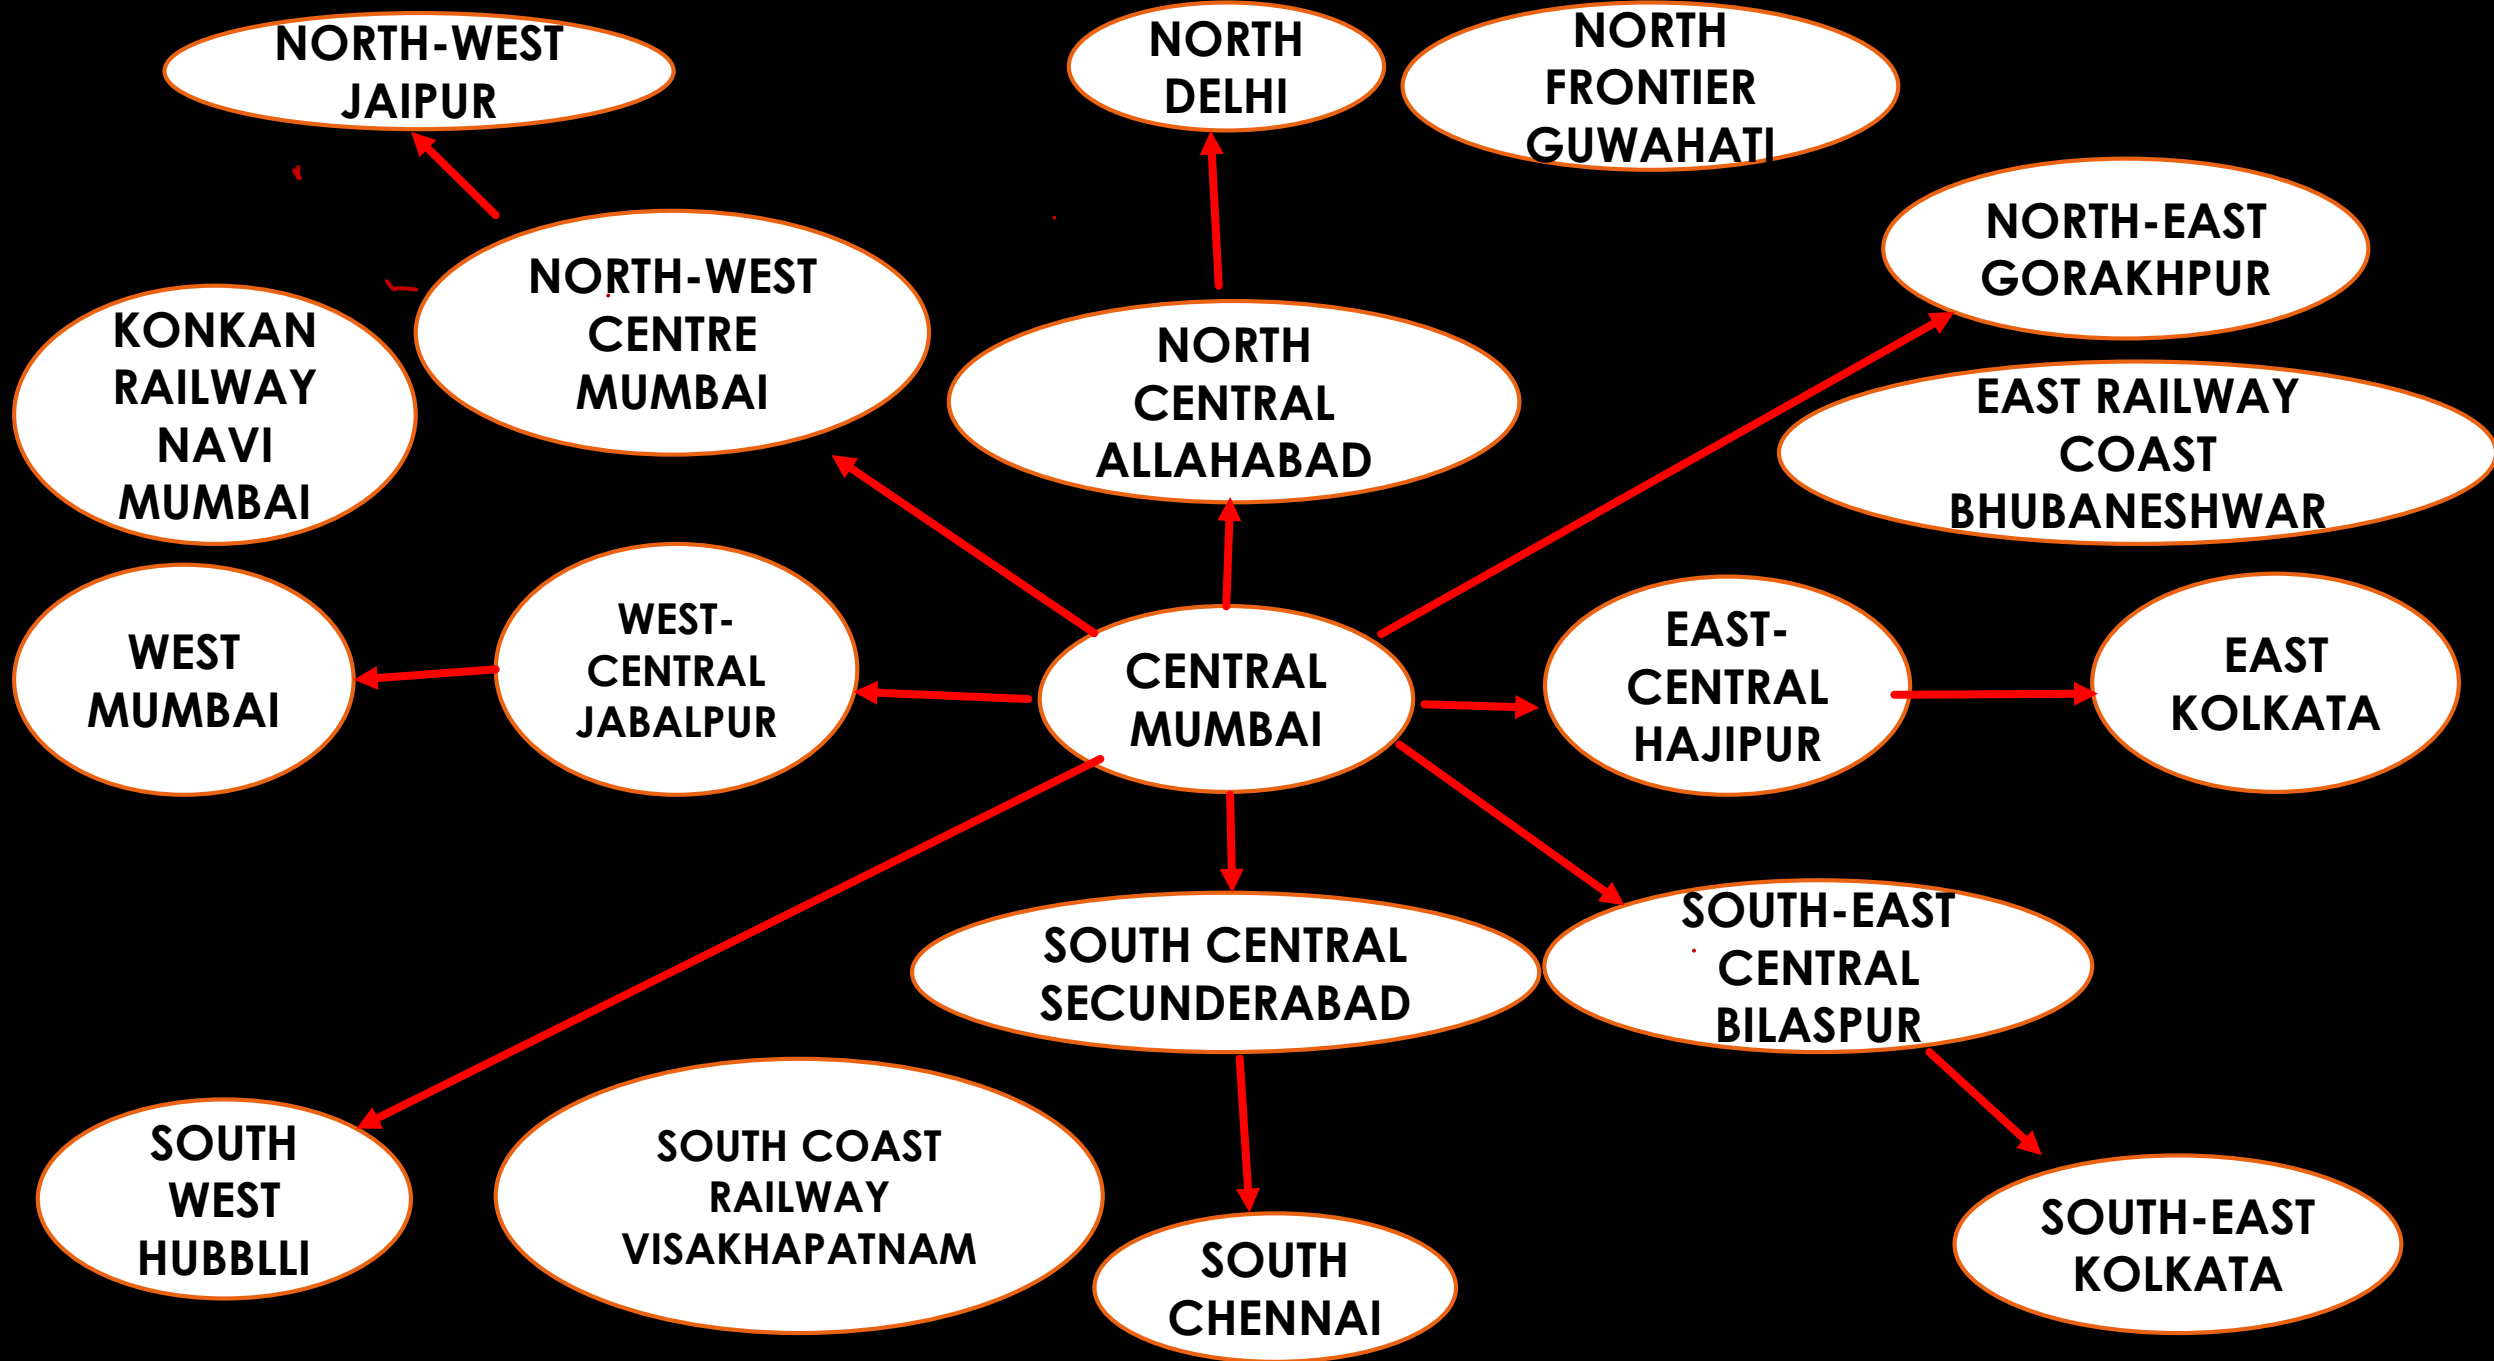 NORTH-WEST
JAIPUR
NORTH
DELHI
NORTH
FRONTIER
GUWAHATI
NORTH-EAST
GORAKHPUR
NORTH-WEST
CENTRE
MUMBAI
KONKAN
RAILWAY
NAVI
MUMBAI
NORTH
CENTRAL
ALLAHABAD
EAST RAILWAY
COAST
BHUBANESHWAR
WEST
MUMBAI
WEST-
CENTRAL
JABALPUR
CENTRAL
MUMBAI
EAST-
CENTRAL
HAJIPUR
EAST
KOLKATA
SOUTH CENTRAL
SECUNDERABAD
SOUTH-EAST
CENTRAL
BILASPUR
SOUTH
WEST
HUBBLLI
SOUTH COAST
RAILWAY
VISAKHAPATNAM
SOUTH
CHENNAI
SOUTH-EAST
KOLKATA